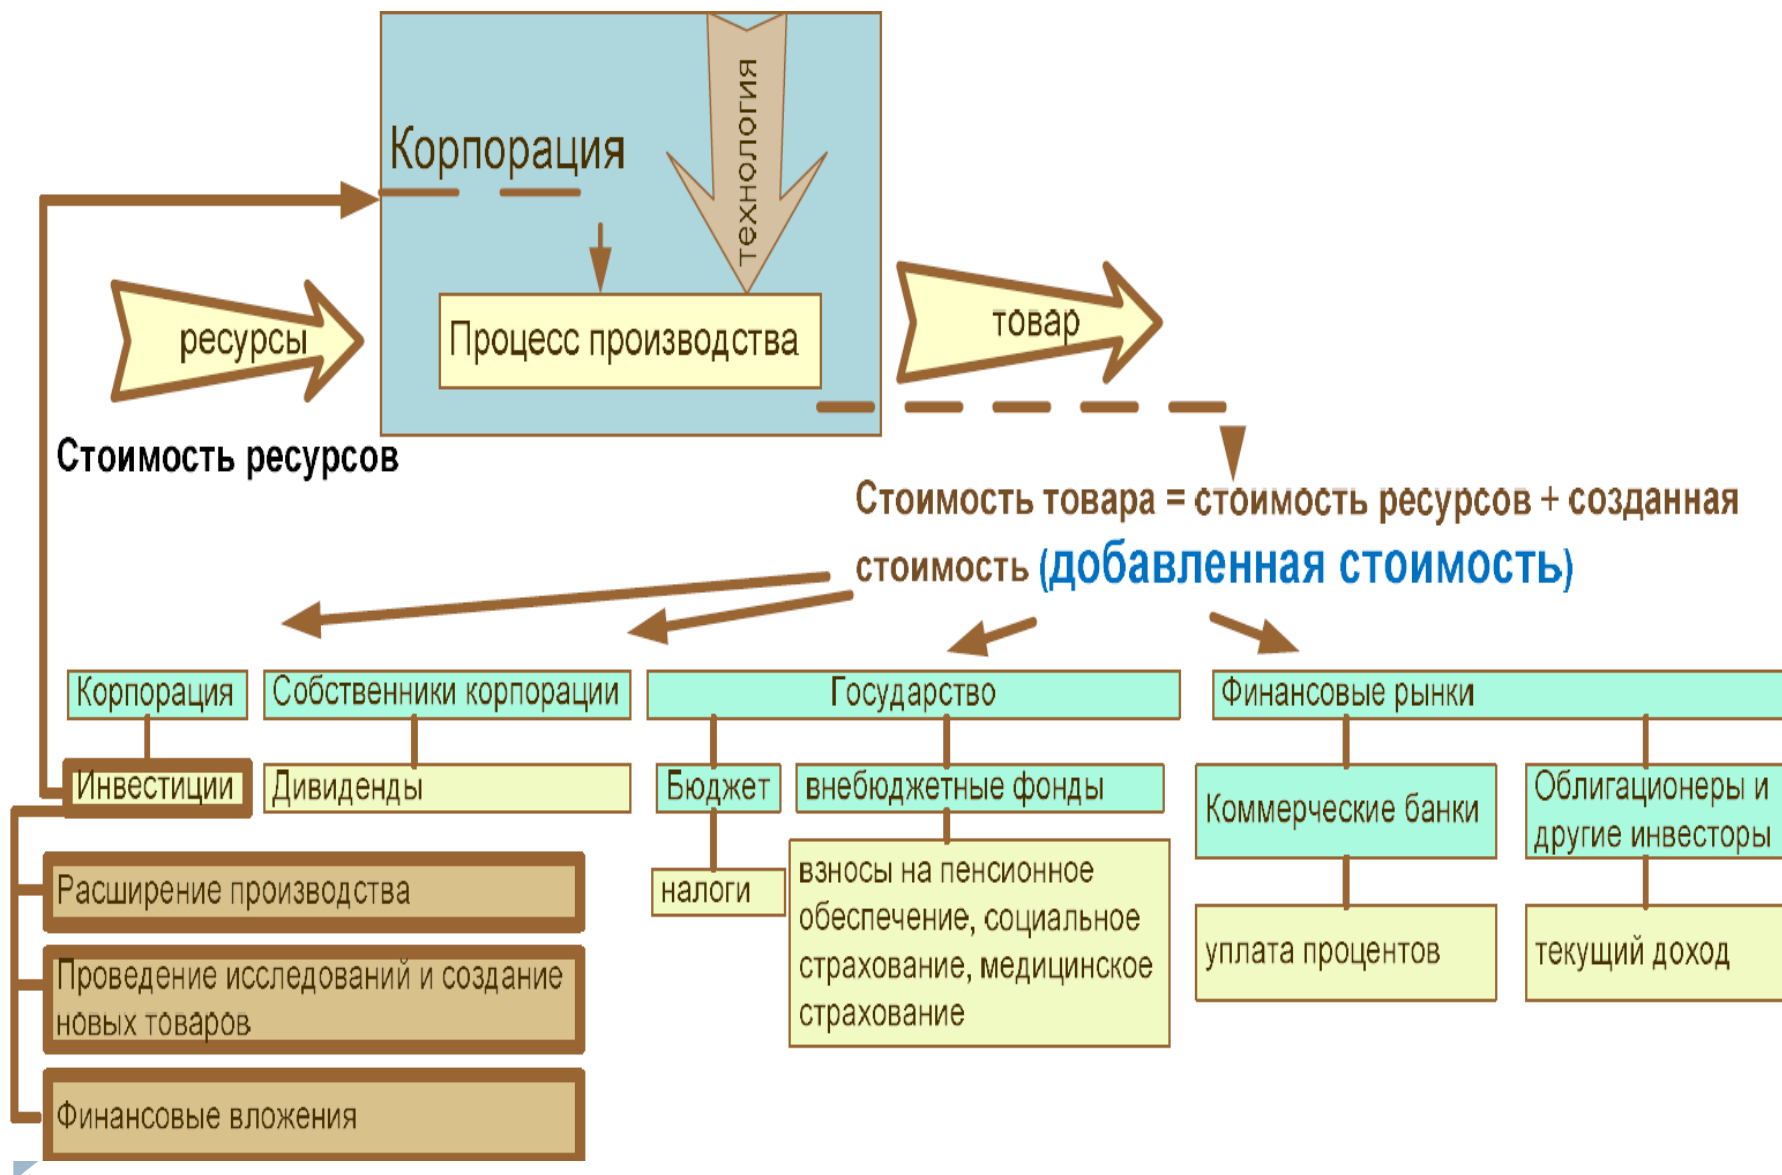 технология
Корпорация
ресурсы
Процесс производства
товар
Стоимость ресурсов
Стоимость товара = стоимость ресурсов + созданная
стоимость (добавленная стоимость)
Корпорация
Собственники корпорации
Государство
Финансовые рынки
Инвестиции
Дивиденды
Бюджет
внебюджетные фонды
Коммерческие банки
Облигационеры и
другие инвесторы
Расширение производства
налоги
взносы на пенсионное
обеспечение, социальное
страхование, медицинское
страхование
уплата процентов
текущий доход
Проведение исследований и создание
новых товаров
Финансовые вложения